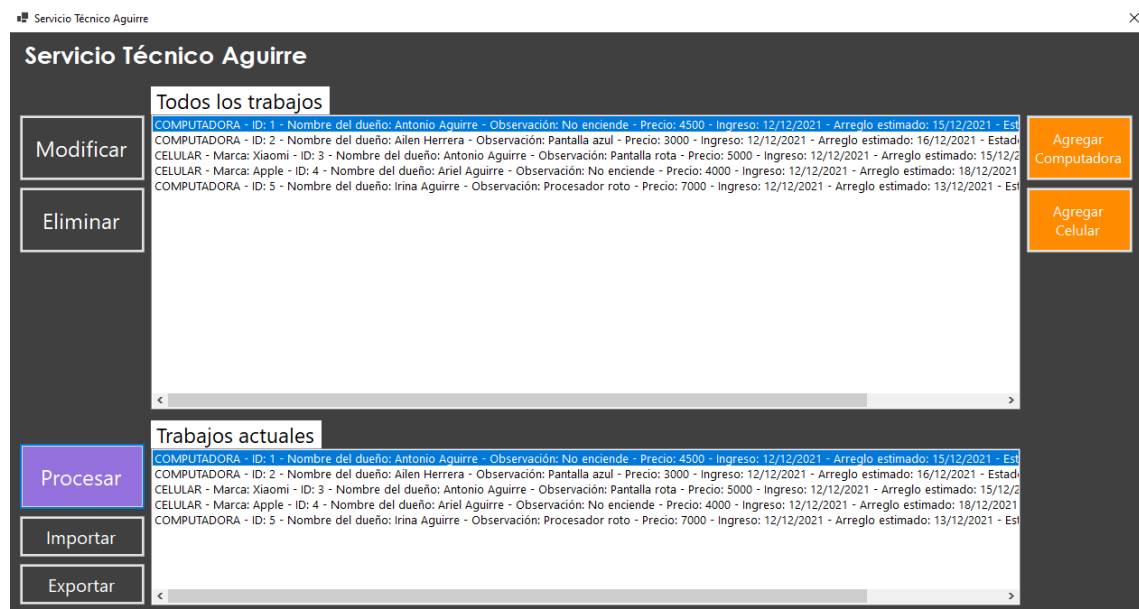 Servicio Técnico Aguirre
Servicio Técnico Aguirre
Todos los trabajos
COMPUTADORA - ID: 1 - Nombre del dueño: Antonio Aguirre - Observación: No enciende - Precio: 4500 - Ingreso: 12/12/2021 - Arreglo estimado: 15/12/2021 - Est
COMPUTADORA - ID: 2 - Nombre del dueño: Ailen Herrera - Observación: Pantalla azul - Precio: 3000 - Ingreso: 12/12/2021 - Arreglo estimado: 16/12/2021 - Estad
CELULAR - Marca: Xiaomi - ID: 3 - Nombre del dueño: Antonio Aguirre - Observación: Pantalla rota - Precio: 5000 - Ingreso: 12/12/2021 - Arreglo estimado: 15/12/2
CELULAR - Marca: Apple - ID: 4 - Nombre del dueño: Ariel Aguirre - Observación: No enciende - Precio: 4000 - Ingreso: 12/12/2021 - Arreglo estimado: 18/12/2021
COMPUTADORA - ID: 5 - Nombre del dueño: Irina Aguirre - Observación: Procesador roto - Precio: 7000 - Ingreso: 12/12/2021 - Arreglo estimado: 13/12/2021 - Est
Modificar
Eliminar
Agregar
Computadora
Agregar
Celular
Trabajos actuales
COMPUTADORA - ID: 1 - Nombre del dueño: Antonio Aguirre - Observación: No enciende - Precio: 4500 - Ingreso: 12/12/2021 - Arreglo estimado: 15/12/2021 - Est
COMPUTADORA - ID: 2 - Nombre del dueño: Ailen Herrera - Observación: Pantalla azul - Precio: 3000 - Ingreso: 12/12/2021 - Arreglo estimado: 16/12/2021 - Estad
CELULAR - Marca: Xiaomi - ID: 3 - Nombre del dueño: Antonio Aguirre - Observación: Pantalla rota - Precio: 5000 - Ingreso: 12/12/2021 - Arreglo estimado: 15/12/2
CELULAR - Marca: Apple - ID: 4 - Nombre del dueño: Ariel Aguirre - Observación: No enciende - Precio: 4000 - Ingreso: 12/12/2021 - Arreglo estimado: 18/12/2021
COMPUTADORA - ID: 5 - Nombre del dueño: Irina Aguirre - Observación: Procesador roto - Precio: 7000 - Ingreso: 12/12/2021 - Arreglo estimado: 13/12/2021 - Est
Procesar
Importar
Exportar